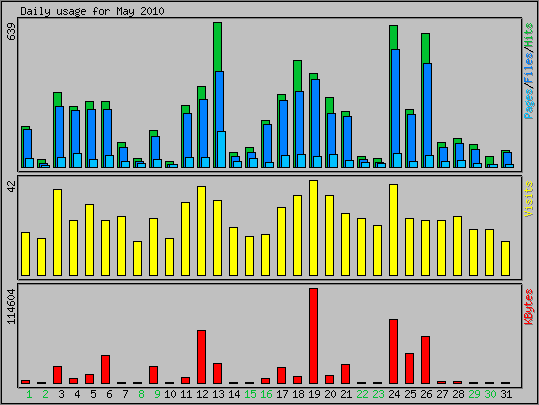 Daily usage for May 2010
639
Pages/Files/Hits
42
Visits
114604
KBytes
1 2 3 4 5 6 7 8 9 10 11 12 13 14 15 16 17 18 19 20 21 22 23 24 25 26 27 28 29 30 31